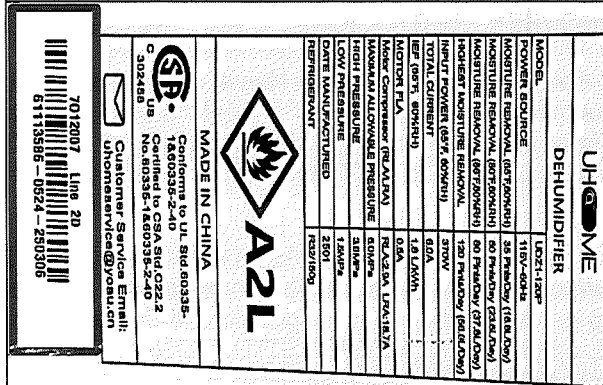 UHOME
DEHUMIDIFIER
MODEL UDZ1-120P
POWER SOURCE 115V~60Hz
MOISTURE REMOVAL (65°F,60%RH) 35 Pints/Day (16.6L/Day)
MOISTURE REMOVAL (80°F,60%RH) 50 Pints/Day (23.6L/Day)
MOISTURE REMOVAL (86°F,80%RH) 80 Pints/Day (37.8L/Day)
HIGHEST MOISTURE REMOVAL 120 Pints/Day (56.8L/Day)
INPUT POWER (65°F, 60%RH) 370W
TOTAL CURRENT 6.0A
IEF (65°F, 60%RH) 1.8 L/kWh
MOTOR FLA 0.5A
Motor Compressor (RLA/LRA) RLA:2.9A LRA:18.7A
MAXIMUM ALLOWABLE PRESSURE 6.0MPa
HIGH PRESSURE 3.8MPa
LOW PRESSURE 1.5MPa
DATE MANUFACTURED 2501
REFRIGERANT R32/150g
A2L
MADE IN CHINA
Conforms to UL Std.60335-
1&60335-2-40
Certified to CSA Std.C22.2
No.60335-1&60335-2-40
C US
302458
Customer Service Email:
uhomeservice@yoau.cn
7012007 Line 2D
61113585-0524-250306